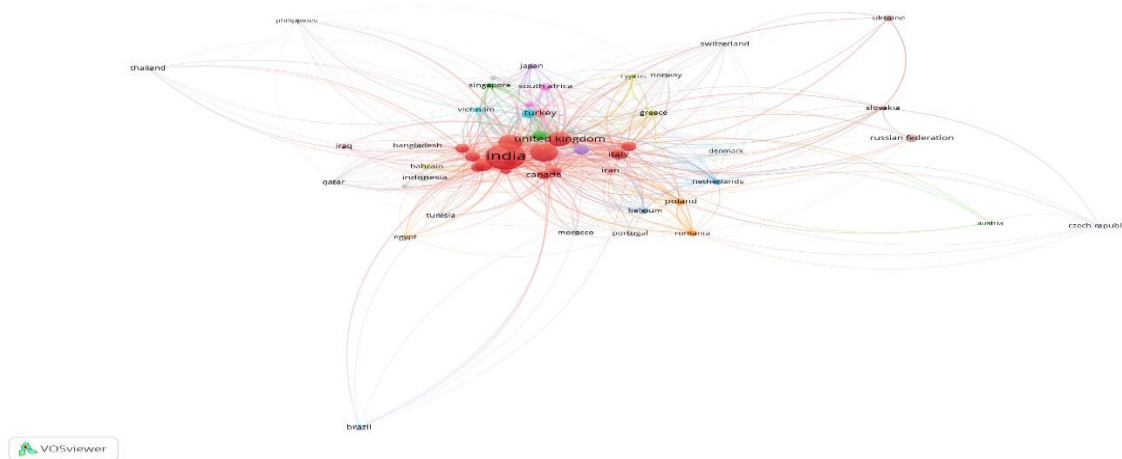 philippines
ukraine
switzerland
thailand
japan
cyprus
norway
singapore
south africa
vietnam
turkey
greece
slovakia
united kingdom
russian federation
iraq
bangladesh
india
italy
denmark
bahrain
iran
qatar
indonesia
canada
netherlands
poland
belgium
tunisia
austria
czech republ
egypt
morocco
portugal
romania
brazil
VOSviewer